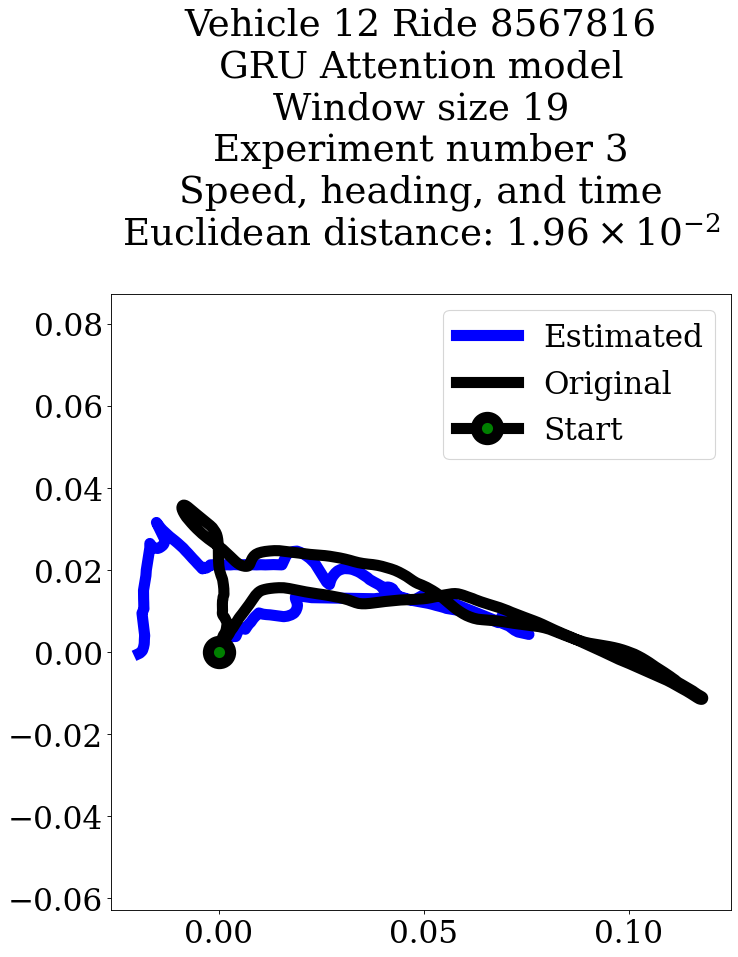 Vehicle 12 Ride 8567816
GRU Attention model
Window size 19
Experiment number 3
Speed, heading, and time
Euclidean distance: 1.96 × 10⁻²
Estimated
Original
Start
0.08
0.06
0.04
0.02
0.00
−0.02
−0.04
−0.06
0.00 0.05 0.10